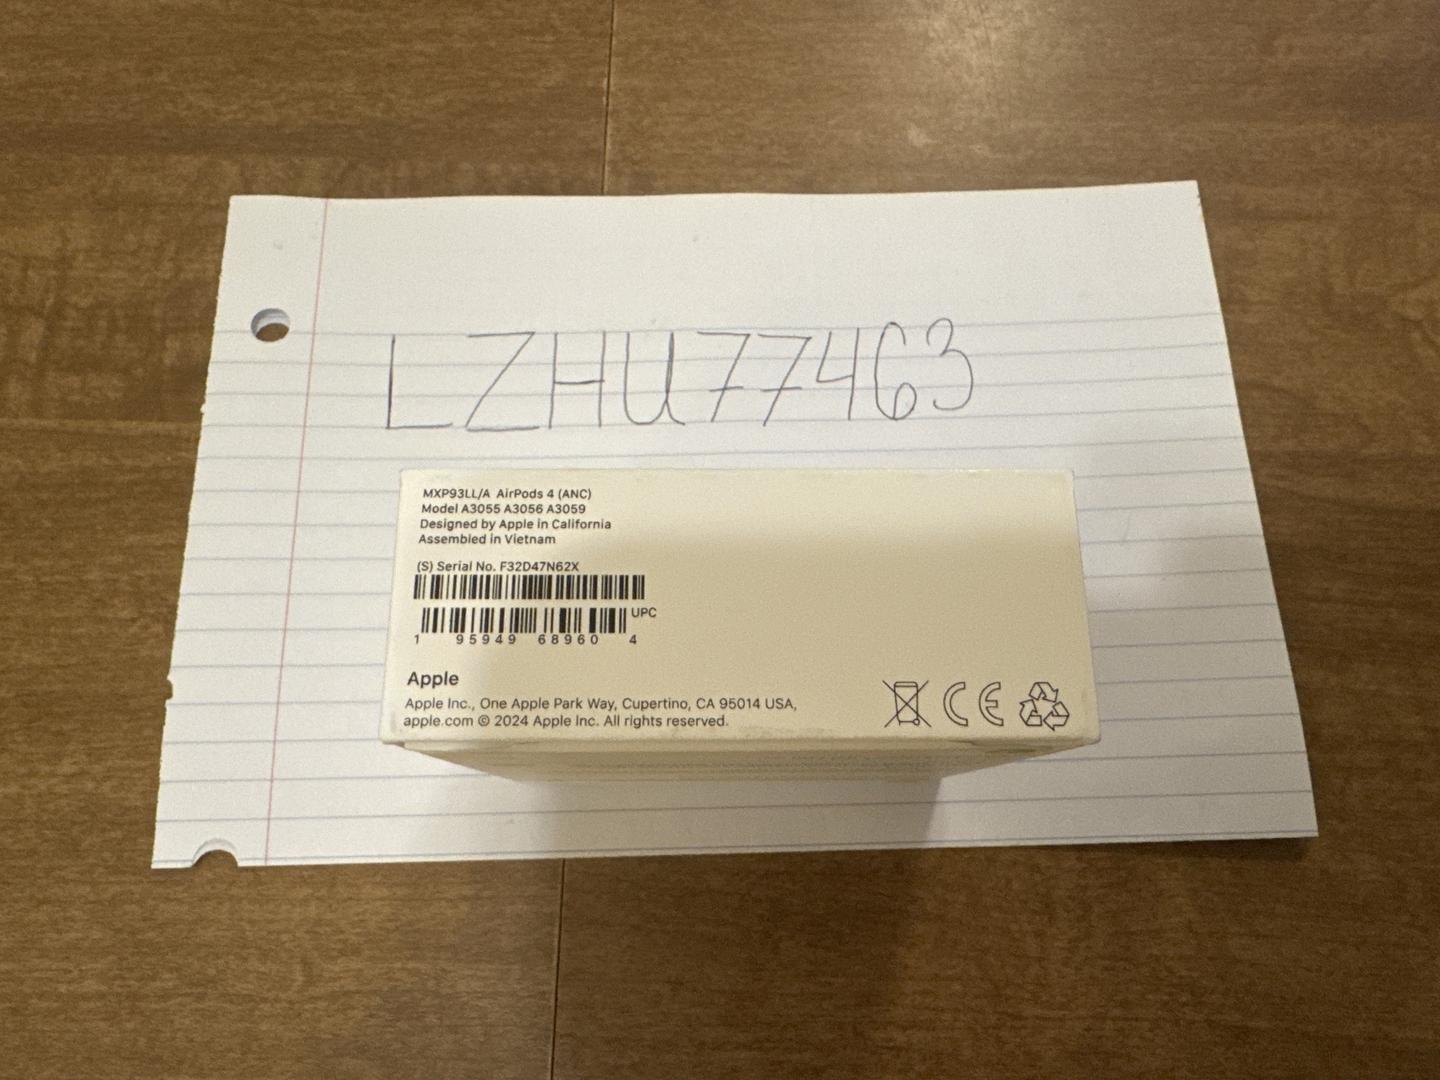 LZHU77463
MXP93LL/A AirPods 4 (ANC)
Model A3055 A3056 A3059
Designed by Apple in California
Assembled in Vietnam
(S) Serial No. F32D47N62X
UPC
1 95949 68960 4
Apple
Apple Inc., One Apple Park Way, Cupertino, CA 95014 USA,
apple.com © 2024 Apple Inc. All rights reserved.
CE